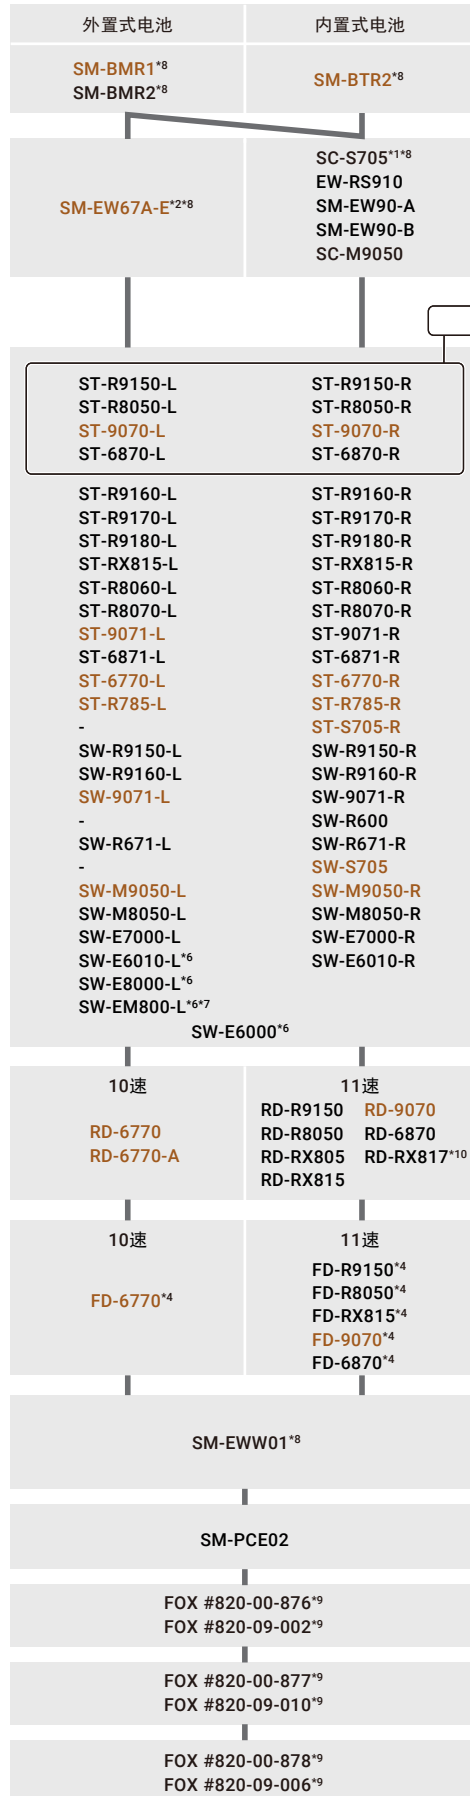 外置式电池 内置式电池
SM-BMR1*8
SM-BMR2*8
SM-BTR2*8
SM-EW67A-E*2*8
SC-S705*1*8
EW-RS910
SM-EW90-A
SM-EW90-B
SC-M9050
ST-R9150-L ST-R9150-R
ST-R8050-L ST-R8050-R
ST-9070-L ST-9070-R
ST-6870-L ST-6870-R
ST-R9160-L ST-R9160-R
ST-R9170-L ST-R9170-R
ST-R9180-L ST-R9180-R
ST-RX815-L ST-RX815-R
ST-R8060-L ST-R8060-R
ST-R8070-L ST-R8070-R
ST-9071-L ST-9071-R
ST-6871-L ST-6871-R
ST-6770-L ST-6770-R
ST-R785-L ST-R785-R
- ST-S705-R
SW-R9150-L SW-R9150-R
SW-R9160-L SW-R9160-R
SW-9071-L SW-9071-R
- SW-R600
SW-R671-L SW-R671-R
- SW-S705
SW-M9050-L SW-M9050-R
SW-M8050-L SW-M8050-R
SW-E7000-L SW-E7000-R
SW-E6010-L*6 SW-E6010-R
SW-E8000-L*6
SW-EM800-L*6*7
SW-E6000*6
10速
RD-6770
RD-6770-A
11速
RD-R9150 RD-9070
RD-R8050 RD-6870
RD-RX805 RD-RX817*10
RD-RX815
10速
FD-6770*4
11速
FD-R9150*4
FD-R8050*4
FD-RX815*4
FD-9070*4
FD-6870*4
SM-EWW01*8
SM-PCE02
FOX #820-00-876*9
FOX #820-09-002*9
FOX #820-00-877*9
FOX #820-09-010*9
FOX #820-00-878*9
FOX #820-09-006*9